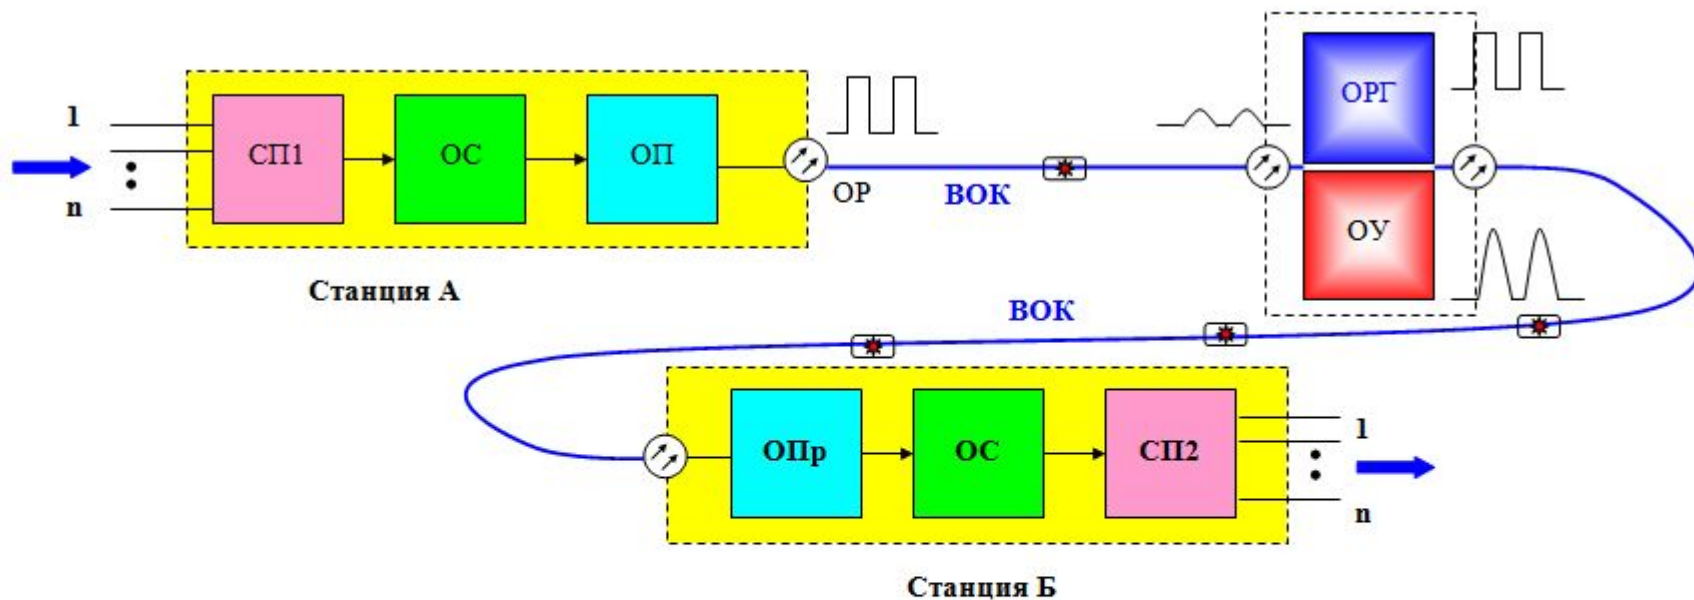 1
n
СП1
ОС
ОП
ОР
ВОК
ОРГ
ОУ
Станция А
ВОК
ОПр
ОС
СП2
1
n
Станция Б